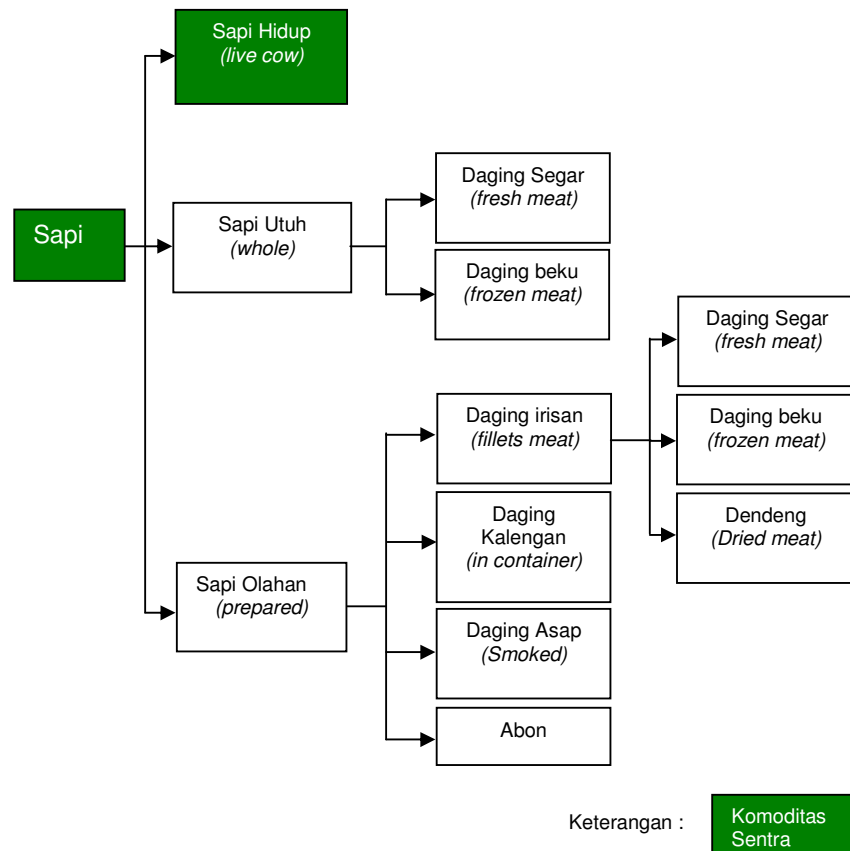 Sapi Hidup
(live cow)
Sapi
Sapi Utuh
(whole)
Daging Segar
(fresh meat)
Daging beku
(frozen meat)
Sapi Olahan
(prepared)
Daging irisan
(fillets meat)
Daging
Kalengan
(in container)
Daging Asap
(Smoked)
Abon
Daging Segar
(fresh meat)
Daging beku
(frozen meat)
Dendeng
(Dried meat)
Keterangan :
Komoditas
Sentra